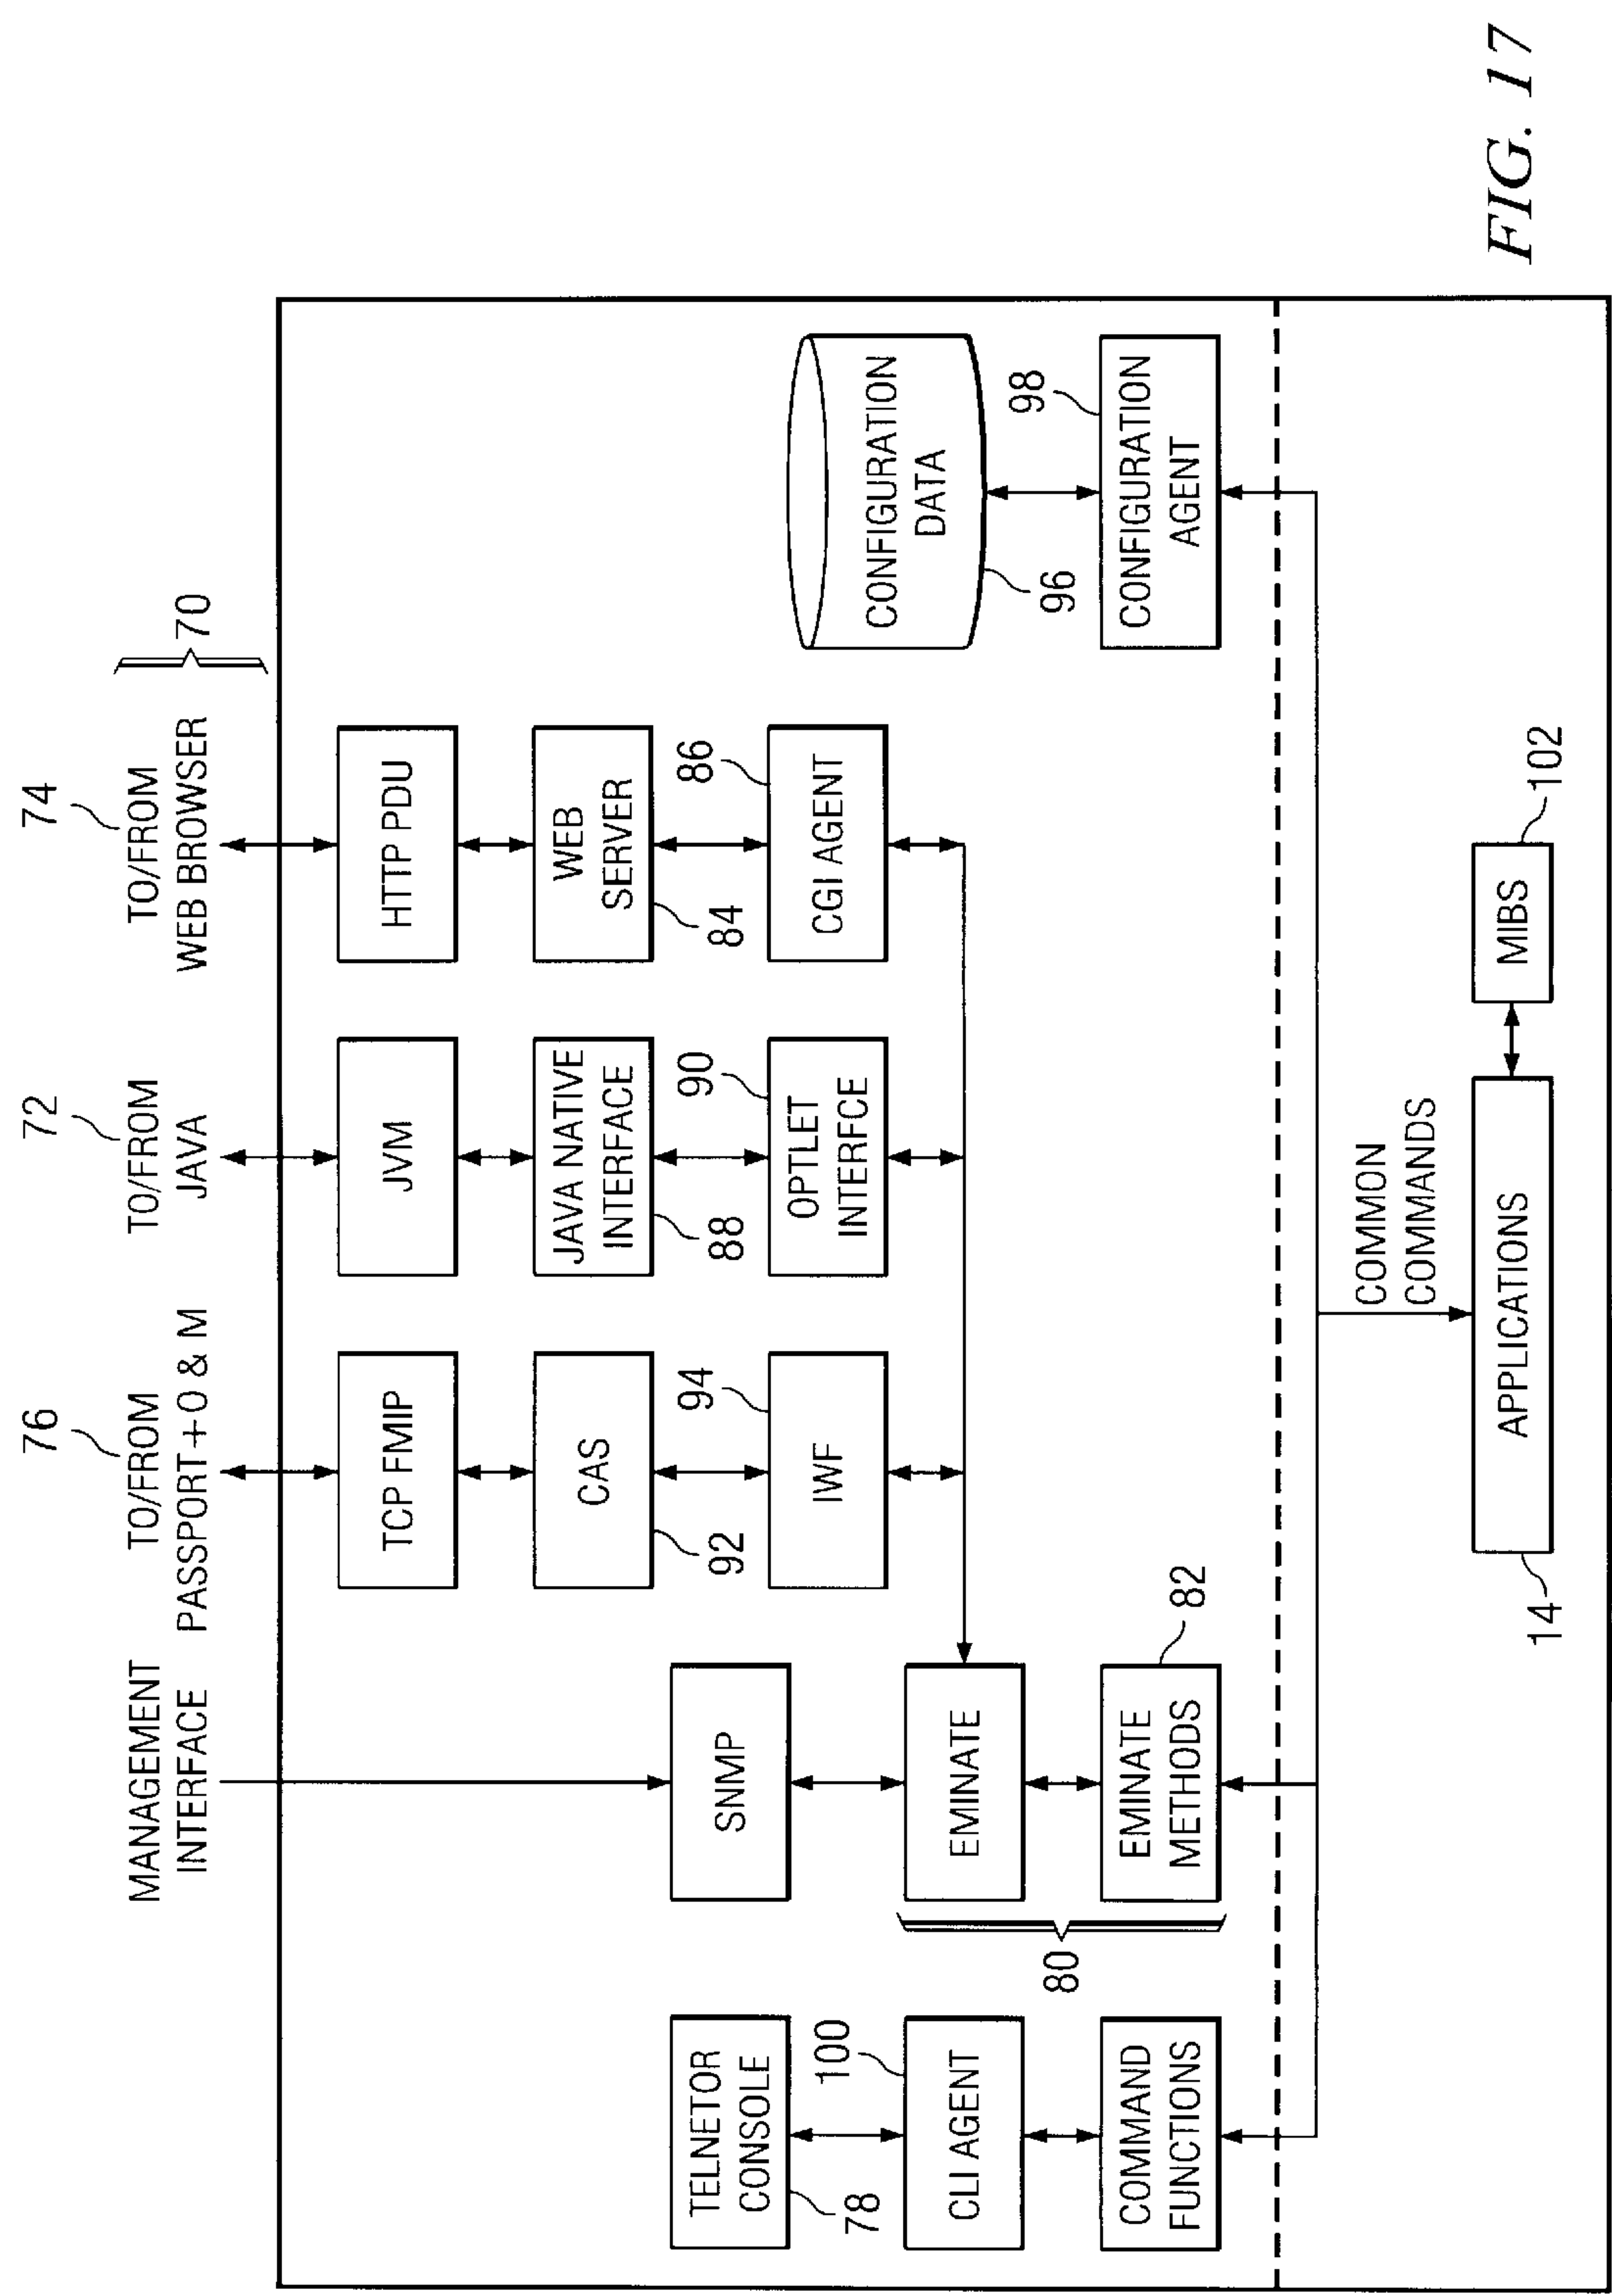 MANAGEMENT
INTERFACE
76
TO/FROM
PASSPORT+O & M
72
TO/FROM
JAVA
74
TO/FROM
WEB BROWSER
70
TCP FMIP
JVM
HTTP PDU
CAS
92
JAVA NATIVE
INTERFACE
88
WEB
SERVER
84
TELNETOR
CONSOLE
78
SNMP
94
IWF
90
OPTLET
INTERFCE
86
CGI AGENT
CONFIGURATION
DATA
96
100
CLI AGENT
EMINATE
80
COMMAND
FUNCTIONS
EMINATE
METHODS
82
98
CONFIGURATION
AGENT
COMMON
COMMANDS
14
APPLICATIONS
MIBS
102
FIG. 17